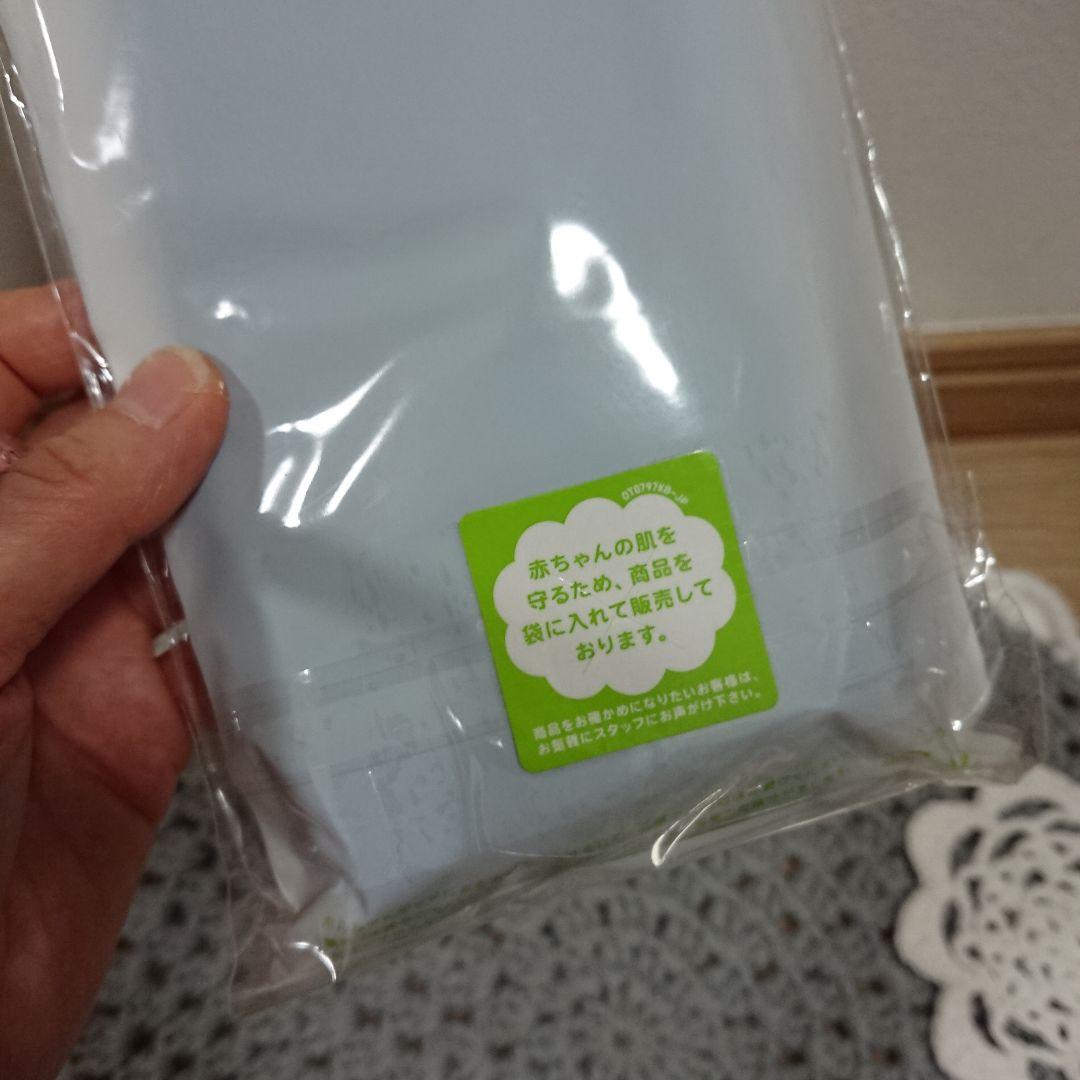 OT0797KB-JP
赤ちゃんの肌を
守るため、商品を
袋に入れて販売して
おります。
商品をお確かめになりたいお客様は、
お気軽にスタッフにお声がけ下さい。